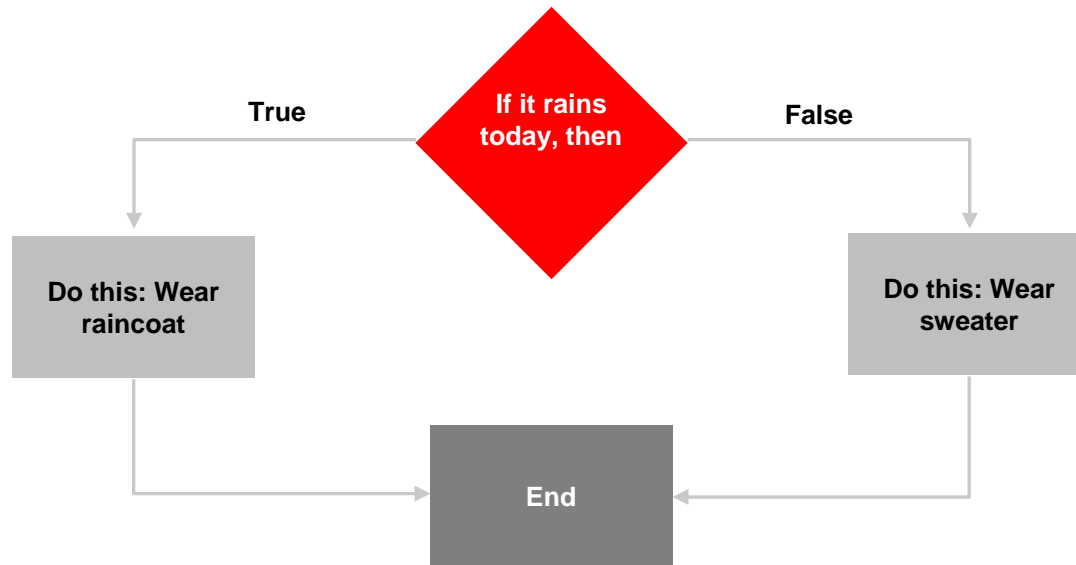 If it rains
today, then
True
False
Do this: Wear
raincoat
Do this: Wear
sweater
End